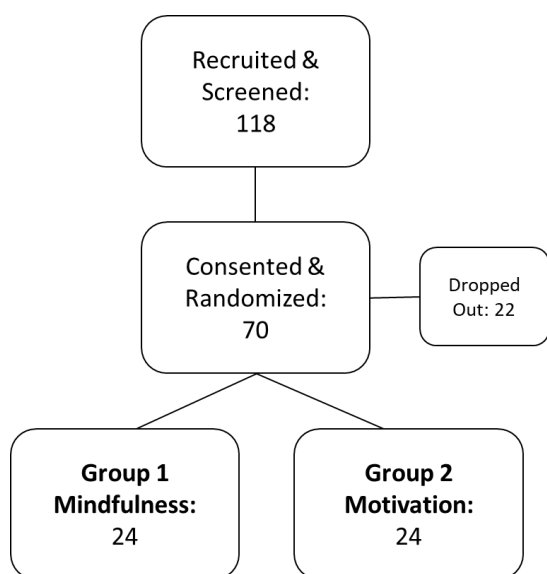 Recruited &
Screened:
118
Consented &
Randomized:
70
Dropped
Out: 22
Group 1
Mindfulness:
24
Group 2
Motivation:
24